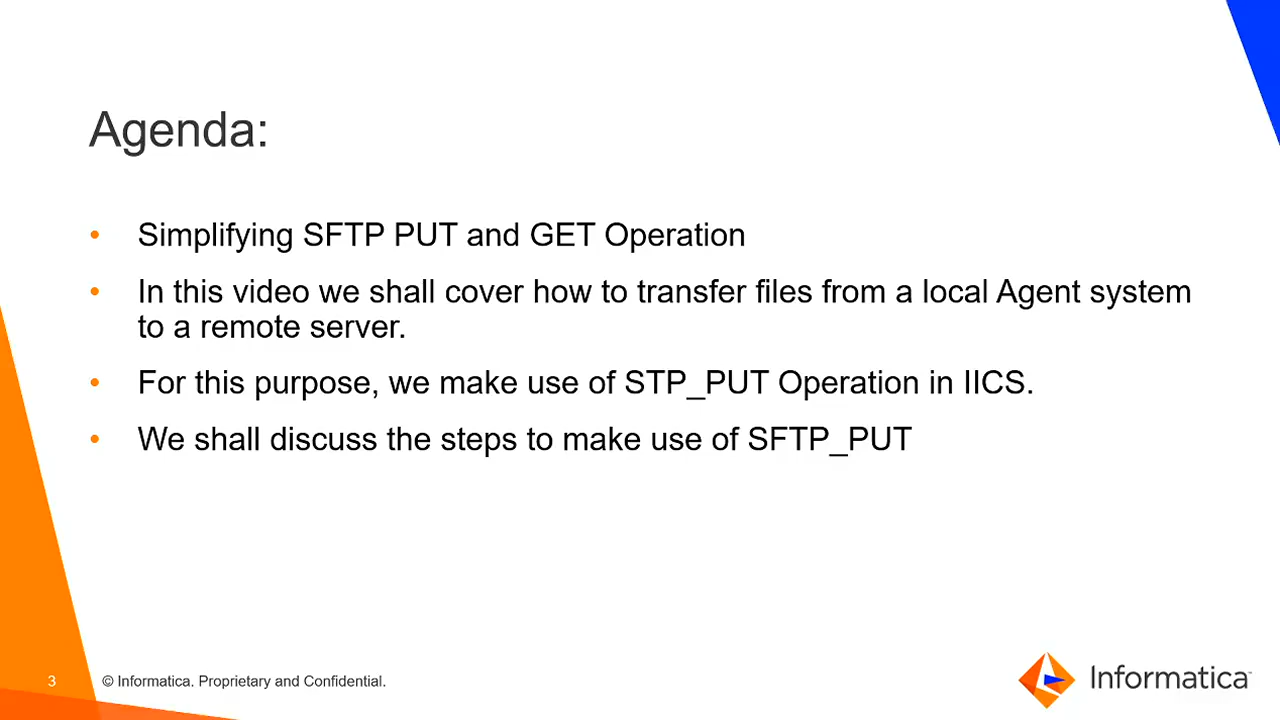 Agenda:
• Simplifying SFTP PUT and GET Operation
• In this video we shall cover how to transfer files from a local Agent system
to a remote server.
• For this purpose, we make use of STP_PUT Operation in IICS.
• We shall discuss the steps to make use of SFTP_PUT
3 © Informatica. Proprietary and Confidential.
Informatica™